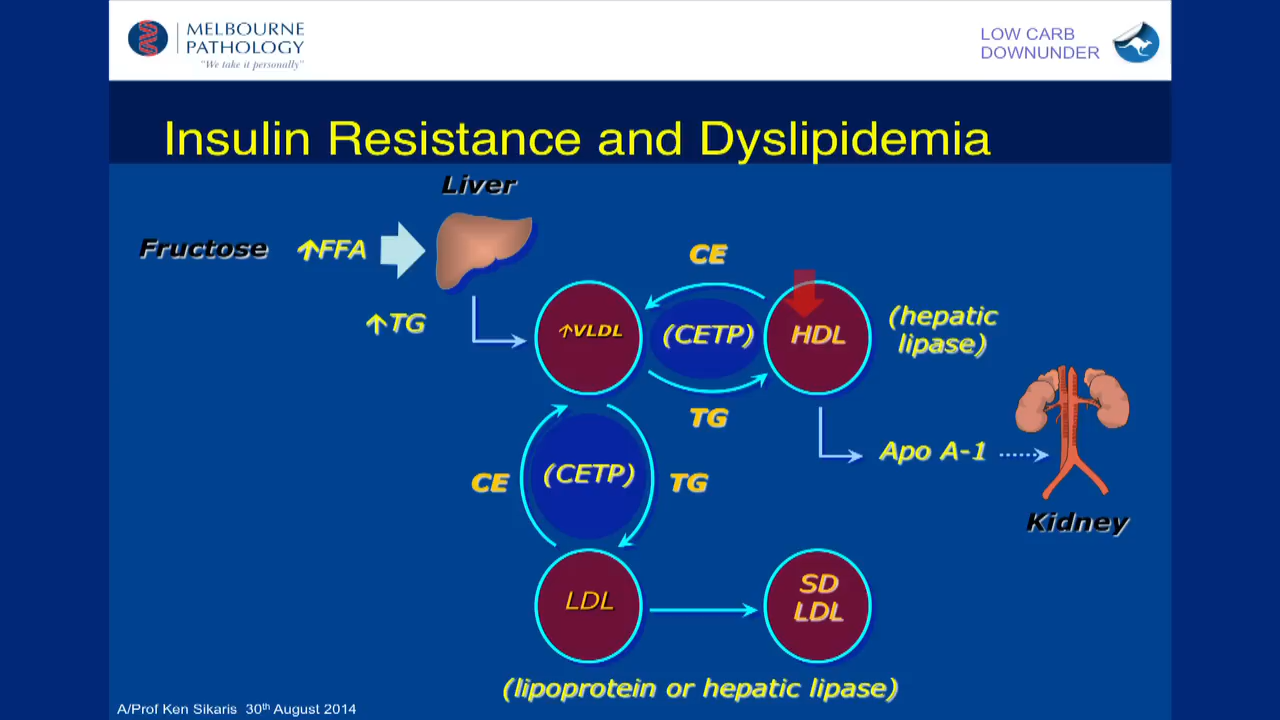 MELBOURNE
PATHOLOGY
"We take it personally"
LOW CARB
DOWNUNDER
Insulin Resistance and Dyslipidemia
Liver
Fructose
↑FFA
↑TG
CE
↑VLDL
(CETP)
HDL
(hepatic
lipase)
TG
Apo A-1
CE
(CETP)
TG
Kidney
LDL
SD
LDL
(lipoprotein or hepatic lipase)
A/Prof Ken Sikaris 30th August 2014